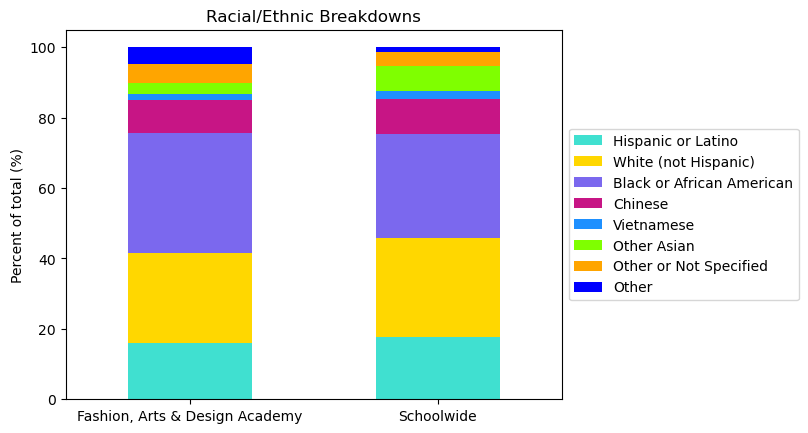 Racial/Ethnic Breakdowns
Percent of total (%)
100
80
60
40
20
0
Fashion, Arts & Design Academy
Schoolwide
Hispanic or Latino
White (not Hispanic)
Black or African American
Chinese
Vietnamese
Other Asian
Other or Not Specified
Other